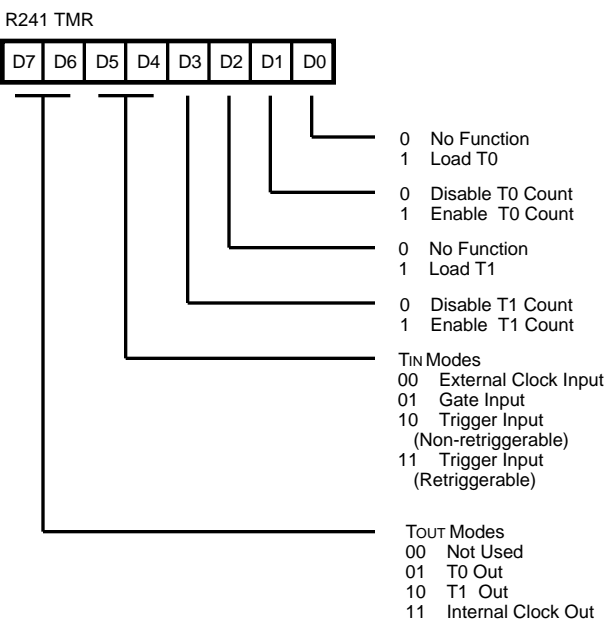 R241 TMR
D7 D6 D5 D4 D3 D2 D1 D0
0 No Function
1 Load T0
0 Disable T0 Count
1 Enable T0 Count
0 No Function
1 Load T1
0 Disable T1 Count
1 Enable T1 Count
TIN Modes
00 External Clock Input
01 Gate Input
10 Trigger Input
(Non-retriggerable)
11 Trigger Input
(Retriggerable)
TOUT Modes
00 Not Used
01 T0 Out
10 T1 Out
11 Internal Clock Out